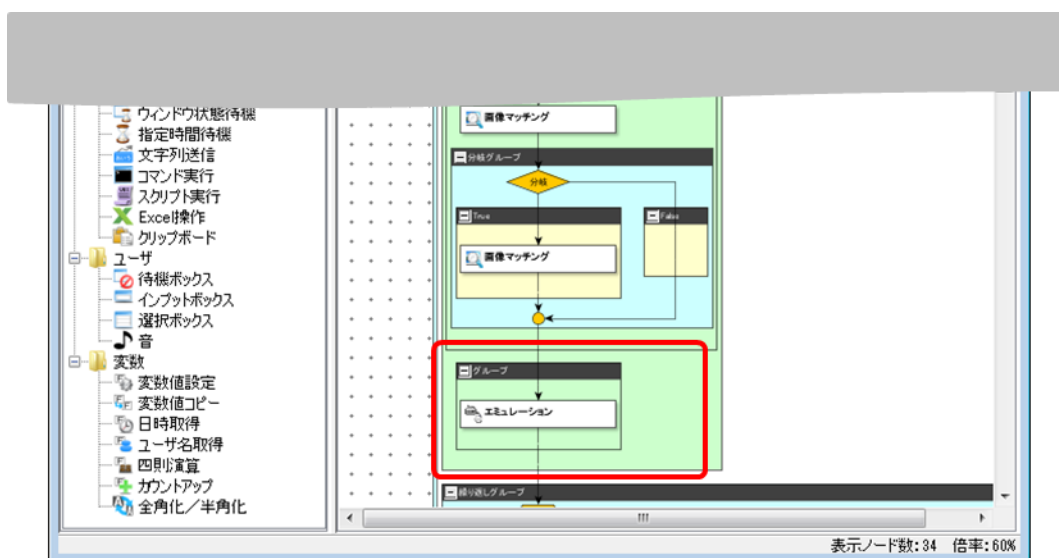 ウィンドウ状態待機
指定時間待機
文字列送信
コマンド実行
スクリプト実行
Excel操作
クリップボード
ユーザ
待機ボックス
インプットボックス
選択ボックス
音
変数
変数値設定
変数値コピー
日時取得
ユーザ名取得
四則演算
カウントアップ
全角化／半角化
画像マッチング
分岐グループ
分岐
True
False
画像マッチング
グループ
エミュレーション
繰り返しグループ
表示ノード数:34 倍率:60%